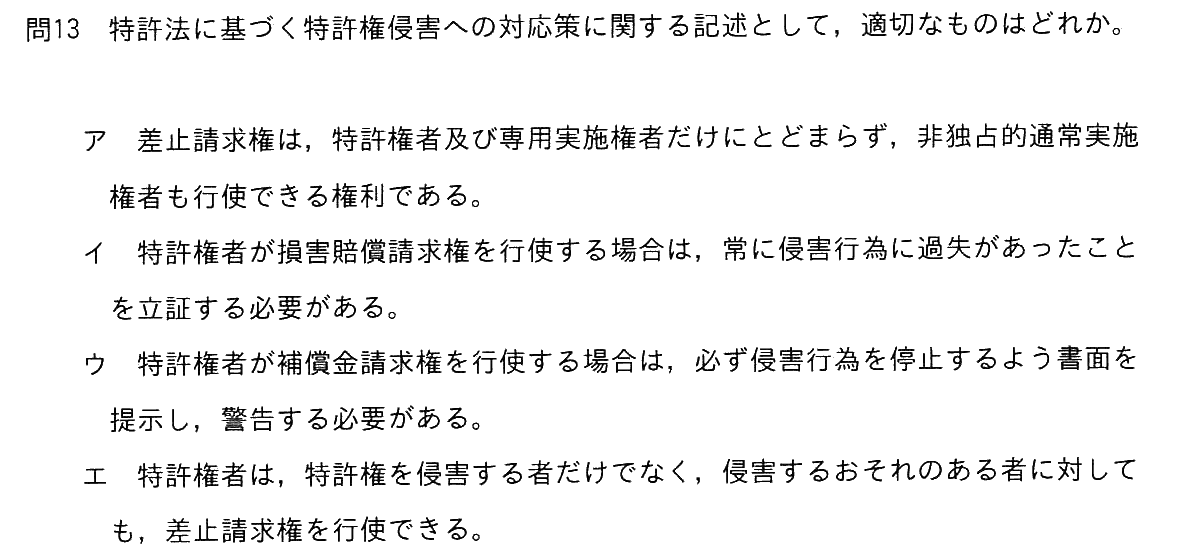 問13　特許法に基づく特許権侵害への対応策に関する記述として，適切なものはどれか。
ア　差止請求権は，特許権者及び専用実施権者だけにとどまらず，非独占的通常実施
権者も行使できる権利である。
イ　特許権者が損害賠償請求権を行使する場合は，常に侵害行為に過失があったこと
を立証する必要がある。
ウ　特許権者が補償金請求権を行使する場合は，必ず侵害行為を停止するよう書面を
提示し，警告する必要がある。
エ　特許権者は，特許権を侵害する者だけでなく，侵害するおそれのある者に対して
も，差止請求権を行使できる。